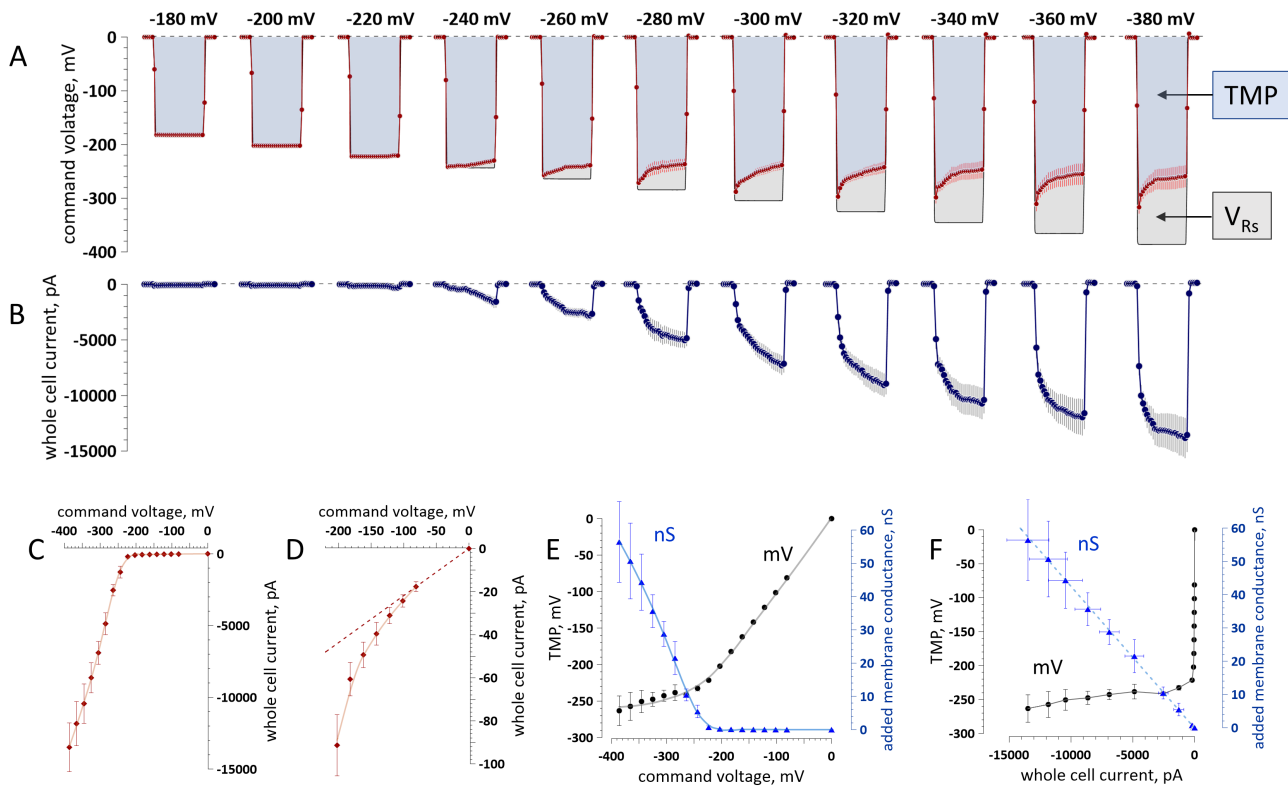 -180 mV -200 mV -220 mV -240 mV -260 mV -280 mV -300 mV -320 mV -340 mV -360 mV -380 mV
A
command volatage, mV
0
-100
-200
-300
-400
TMP
VRs
B
whole cell current, pA
0
-5000
-10000
-15000
C
command voltage, mV
-400 -300 -200 -100 0
0
-5000
-10000
-15000
whole cell current, pA
D
command voltage, mV
-200 -150 -100 -50 0
0
-20
-40
-60
-80
-100
whole cell current, pA
E
nS
mV
TMP, mV
0
-50
-100
-150
-200
-250
-300
-400 -300 -200 -100 0
command voltage, mV
60
50
40
30
20
10
0
added membrane conductance, nS
F
nS
mV
TMP, mV
0
-50
-100
-150
-200
-250
-300
-15000 -10000 -5000 0
whole cell current, pA
60
50
40
30
20
10
0
added membrane conductance, nS